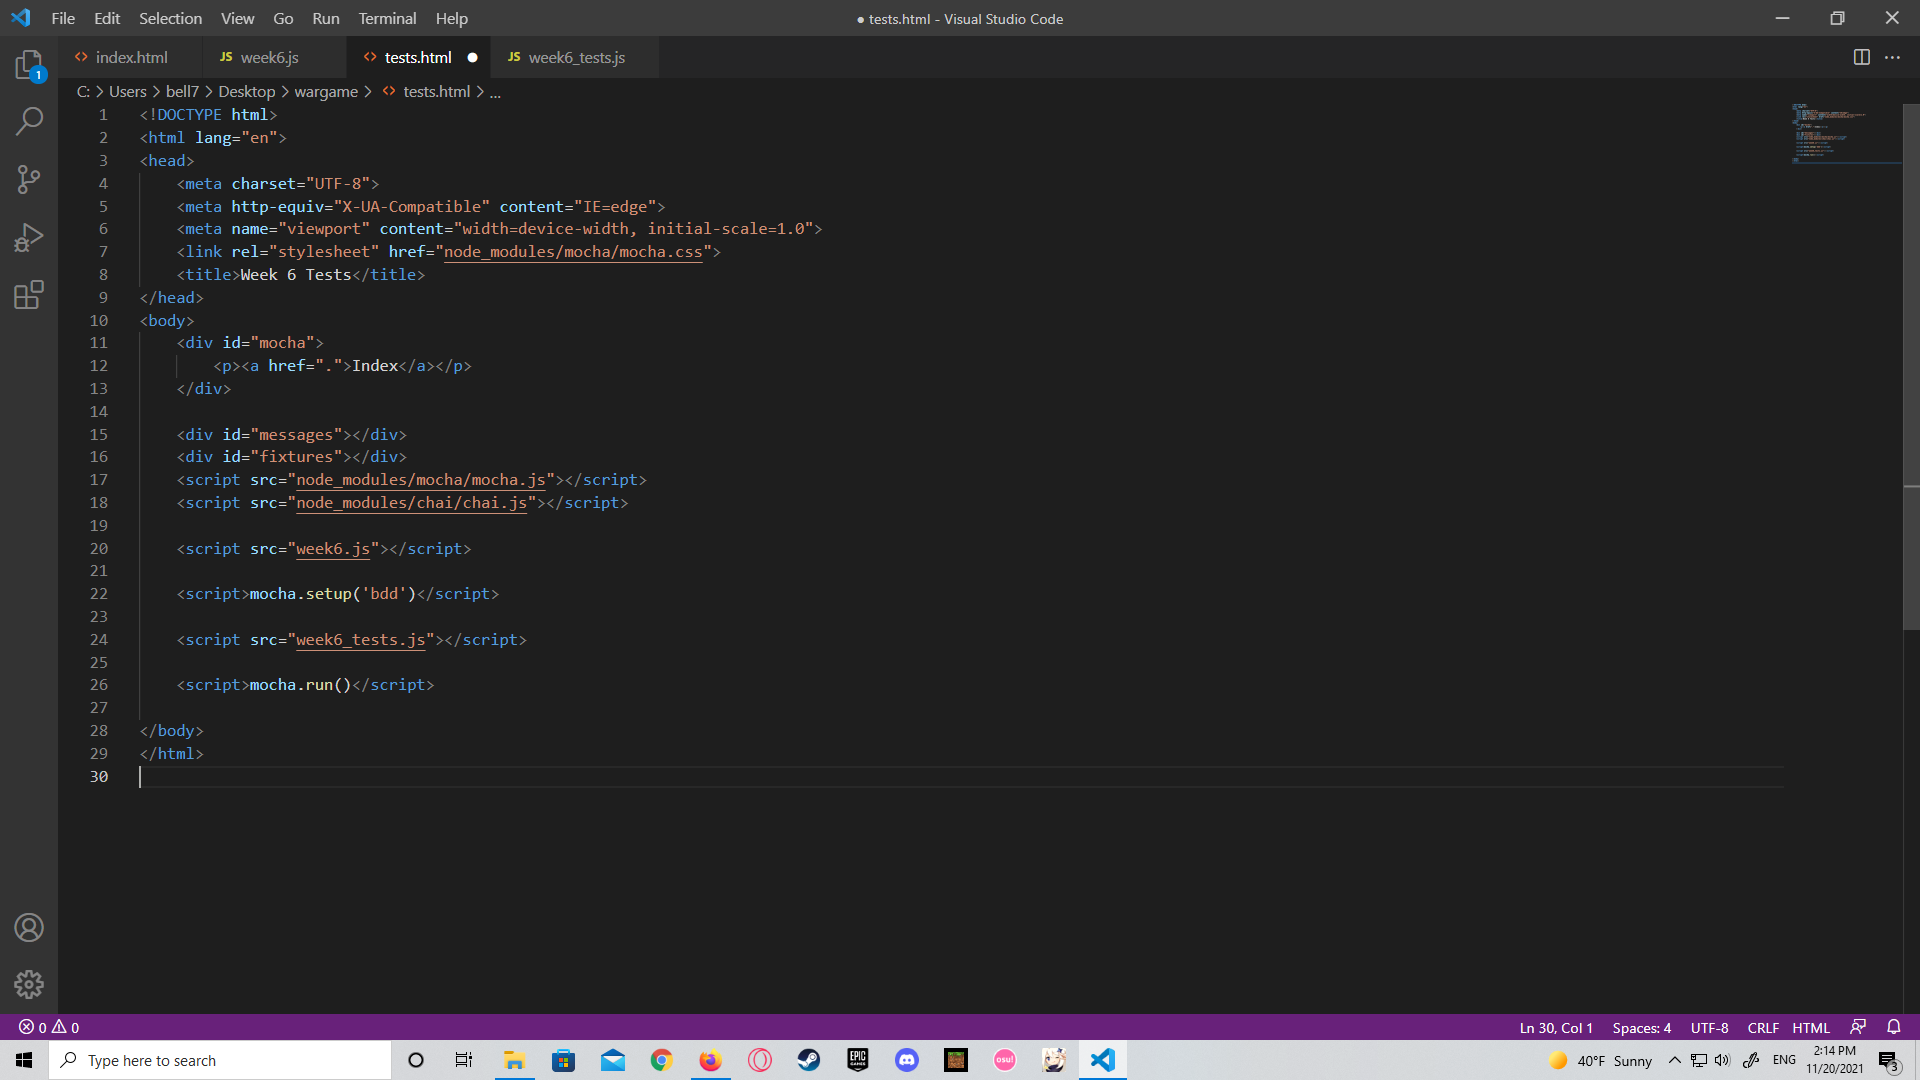 File Edit Selection View Go Run Terminal Help
● tests.html - Visual Studio Code
<> index.html JS week6.js <> tests.html ● JS week6_tests.js
C: > Users > bell7 > Desktop > wargame > <> tests.html > ...
1
1 <!DOCTYPE html>
2 <html lang="en">
3 <head>
4     <meta charset="UTF-8">
5     <meta http-equiv="X-UA-Compatible" content="IE=edge">
6     <meta name="viewport" content="width=device-width, initial-scale=1.0">
7     <link rel="stylesheet" href="node_modules/mocha/mocha.css">
8     <title>Week 6 Tests</title>
9 </head>
10 <body>
11     <div id="mocha">
12         <p><a href=".">Index</a></p>
13     </div>
14
15     <div id="messages"></div>
16     <div id="fixtures"></div>
17     <script src="node_modules/mocha/mocha.js"></script>
18     <script src="node_modules/chai/chai.js"></script>
19
20     <script src="week6.js"></script>
21
22     <script>mocha.setup('bdd')</script>
23
24     <script src="week6_tests.js"></script>
25
26     <script>mocha.run()</script>
27
28 </body>
29 </html>
30
0 0 Ln 30, Col 1 Spaces: 4 UTF-8 CRLF HTML
Type here to search
EPIC GAMES
osu!
40°F Sunny ENG
2:14 PM
11/20/2021
3